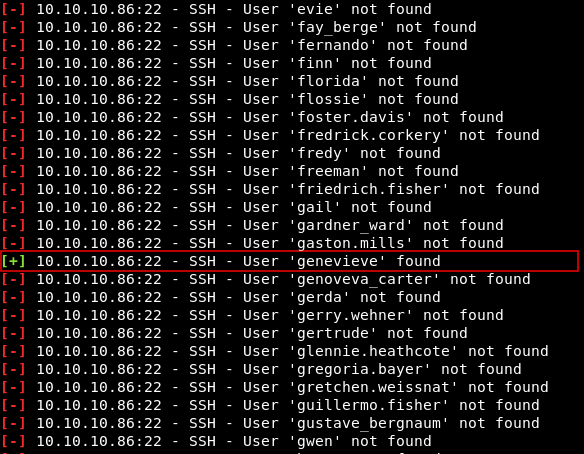 [-] 10.10.10.86:22 - SSH - User 'evie' not found
[-] 10.10.10.86:22 - SSH - User 'fay_berge' not found
[-] 10.10.10.86:22 - SSH - User 'fernando' not found
[-] 10.10.10.86:22 - SSH - User 'finn' not found
[-] 10.10.10.86:22 - SSH - User 'florida' not found
[-] 10.10.10.86:22 - SSH - User 'flossie' not found
[-] 10.10.10.86:22 - SSH - User 'foster.davis' not found
[-] 10.10.10.86:22 - SSH - User 'fredrick.corkery' not found
[-] 10.10.10.86:22 - SSH - User 'fredy' not found
[-] 10.10.10.86:22 - SSH - User 'freeman' not found
[-] 10.10.10.86:22 - SSH - User 'friedrich.fisher' not found
[-] 10.10.10.86:22 - SSH - User 'gail' not found
[-] 10.10.10.86:22 - SSH - User 'gardner_ward' not found
[-] 10.10.10.86:22 - SSH - User 'gaston.mills' not found
[+] 10.10.10.86:22 - SSH - User 'genevieve' found
[-] 10.10.10.86:22 - SSH - User 'genoveva_carter' not found
[-] 10.10.10.86:22 - SSH - User 'gerda' not found
[-] 10.10.10.86:22 - SSH - User 'gerry.wehner' not found
[-] 10.10.10.86:22 - SSH - User 'gertrude' not found
[-] 10.10.10.86:22 - SSH - User 'glennie.heathcote' not found
[-] 10.10.10.86:22 - SSH - User 'gregoria.bayer' not found
[-] 10.10.10.86:22 - SSH - User 'gretchen.weissnat' not found
[-] 10.10.10.86:22 - SSH - User 'guillermo.fisher' not found
[-] 10.10.10.86:22 - SSH - User 'gustave_bergnaum' not found
[-] 10.10.10.86:22 - SSH - User 'gwen' not found